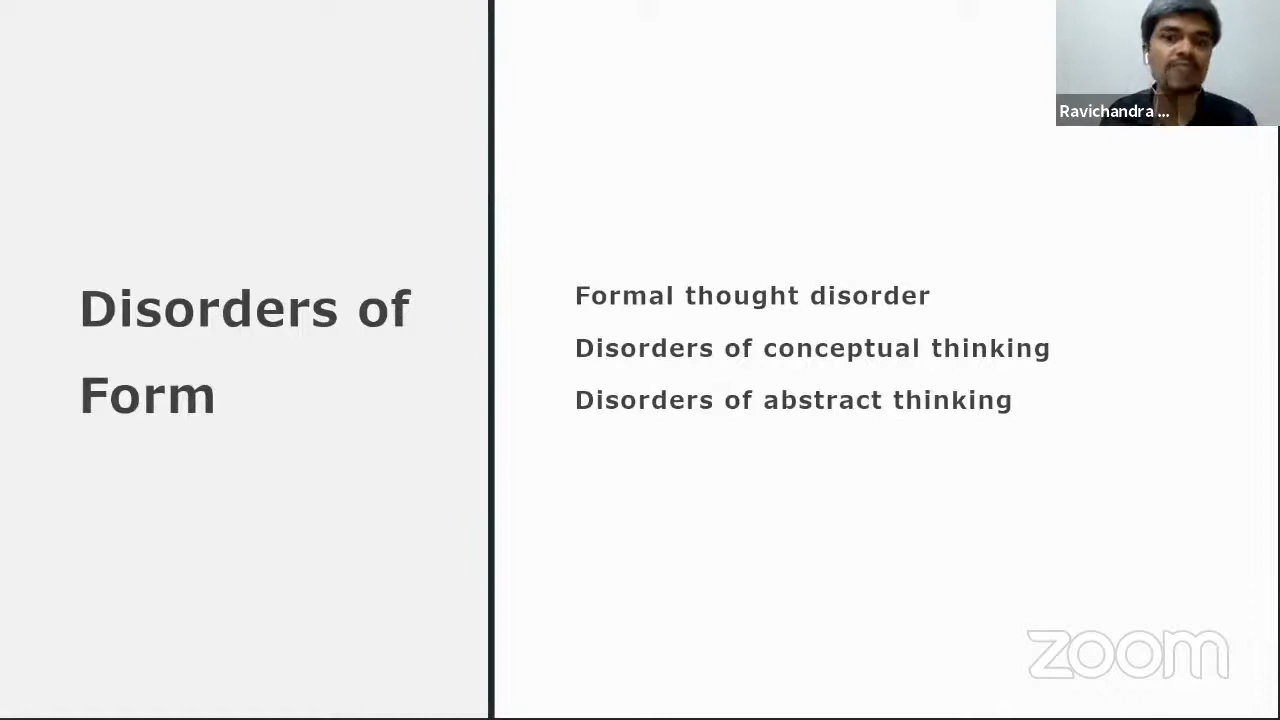 Disorders of
Form
Formal thought disorder
Disorders of conceptual thinking
Disorders of abstract thinking
Ravichandra ...
zoom